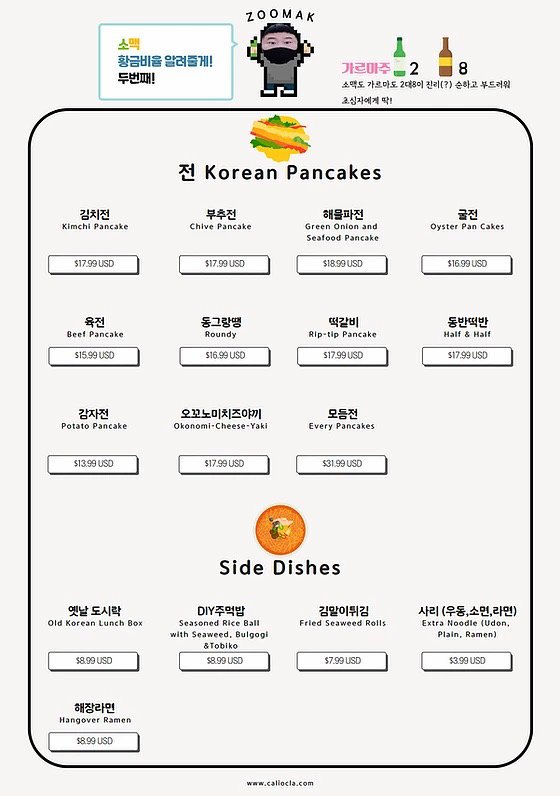 ZOOMAK
소맥
황금비율 알려줄게!
두번째!
가르마주 2 8
소맥도 가르마도 2대8이 진리(?) 순하고 부드러워
초심자에게 딱!
전 Korean Pancakes
김치전
Kimchi Pancake
$17.99 USD
부추전
Chive Pancake
$17.99 USD
해물파전
Green Onion and
Seafood Pancake
$18.99 USD
굴전
Oyster Pan Cakes
$16.99 USD
육전
Beef Pancake
$15.99 USD
동그랑땡
Roundy
$16.99 USD
떡갈비
Rip-tip Pancake
$17.99 USD
동반떡반
Half & Half
$17.99 USD
감자전
Potato Pancake
$13.99 USD
오꼬노미치즈야끼
Okonomi-Cheese-Yaki
$17.99 USD
모듬전
Every Pancakes
$31.99 USD
Side Dishes
옛날 도시락
Old Korean Lunch Box
$8.99 USD
DIY주먹밥
Seasoned Rice Ball
with Seaweed, Bulgogi
&Tobiko
$8.99 USD
김말이튀김
Fried Seaweed Rolls
$7.99 USD
사리 (우동,소면,라면)
Extra Noodle (Udon,
Plain, Ramen)
$3.99 USD
해장라면
Hangover Ramen
$8.99 USD
www.caliocla.com